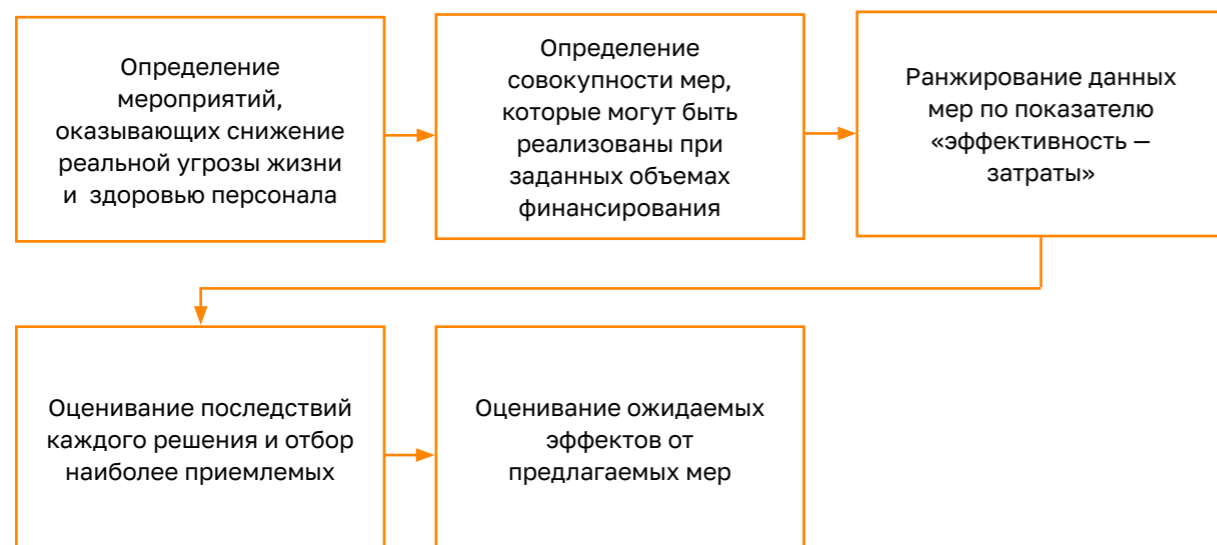 Определение
мероприятий,
оказывающих снижение
реальной угрозы жизни
и здоровью персонала
Определение
совокупности мер,
которые могут быть
реализованы при
заданных объемах
финансирования
Ранжирование данных
мер по показателю
«эффективность —
затраты»
Оценивание последствий
каждого решения и отбор
наиболее приемлемых
Оценивание ожидаемых
эффектов от
предлагаемых мер